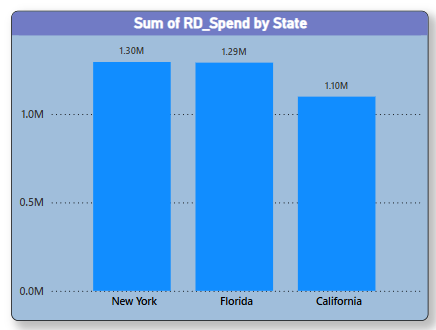 Sum of RD_Spend by State
1.30M
1.29M
1.10M
1.0M
0.5M
0.0M
New York
Florida
California